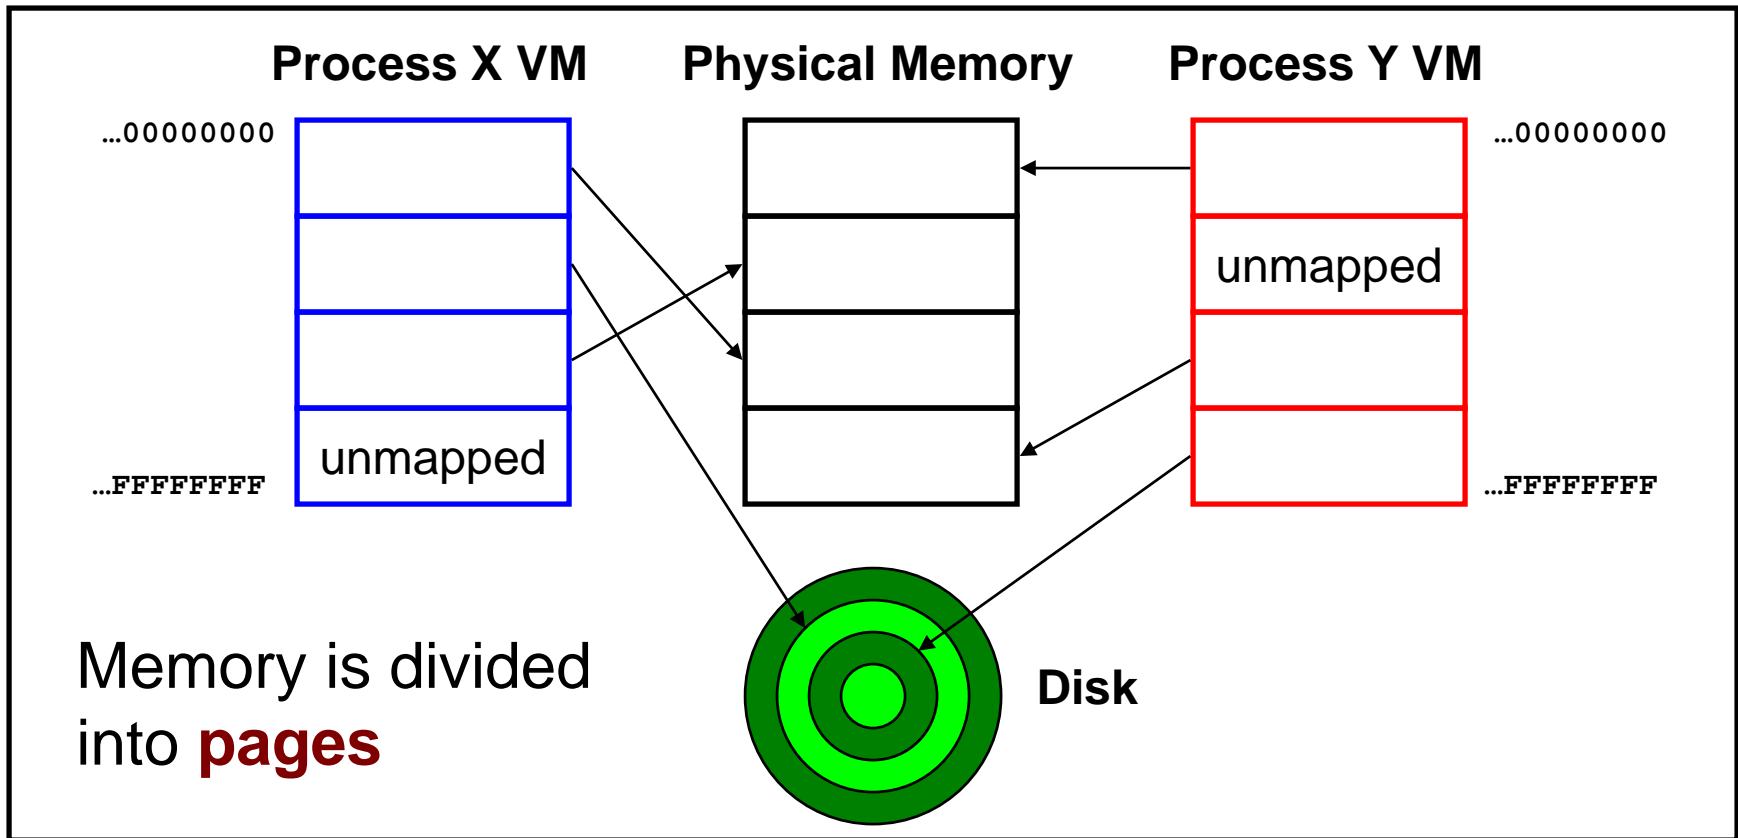 Process X VM
Physical Memory
Process Y VM
…00000000
…00000000
unmapped
unmapped
…FFFFFFFF
…FFFFFFFF
Memory is divided
into pages
Disk